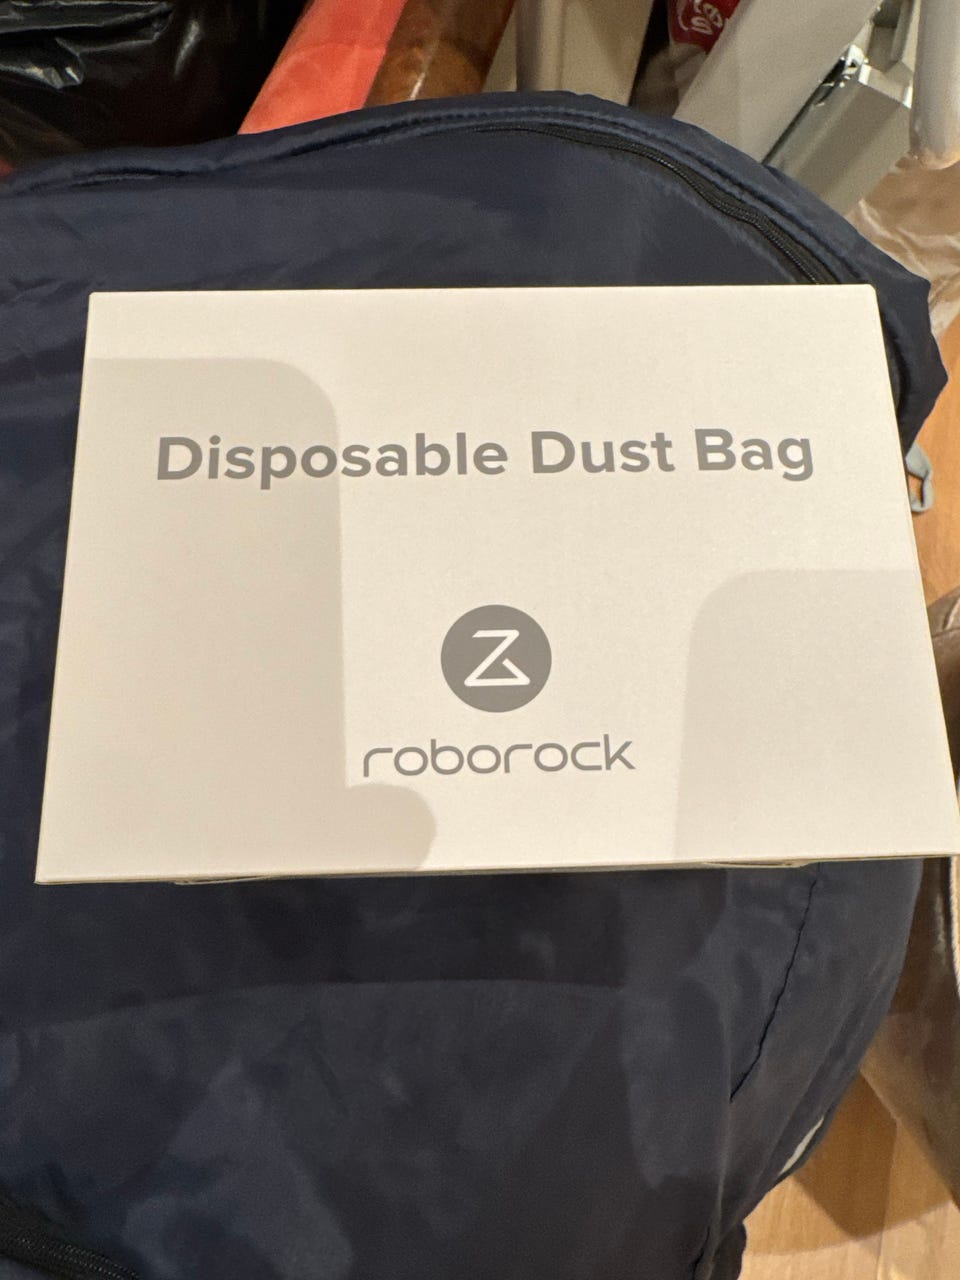 Disposable Dust Bag
roborock